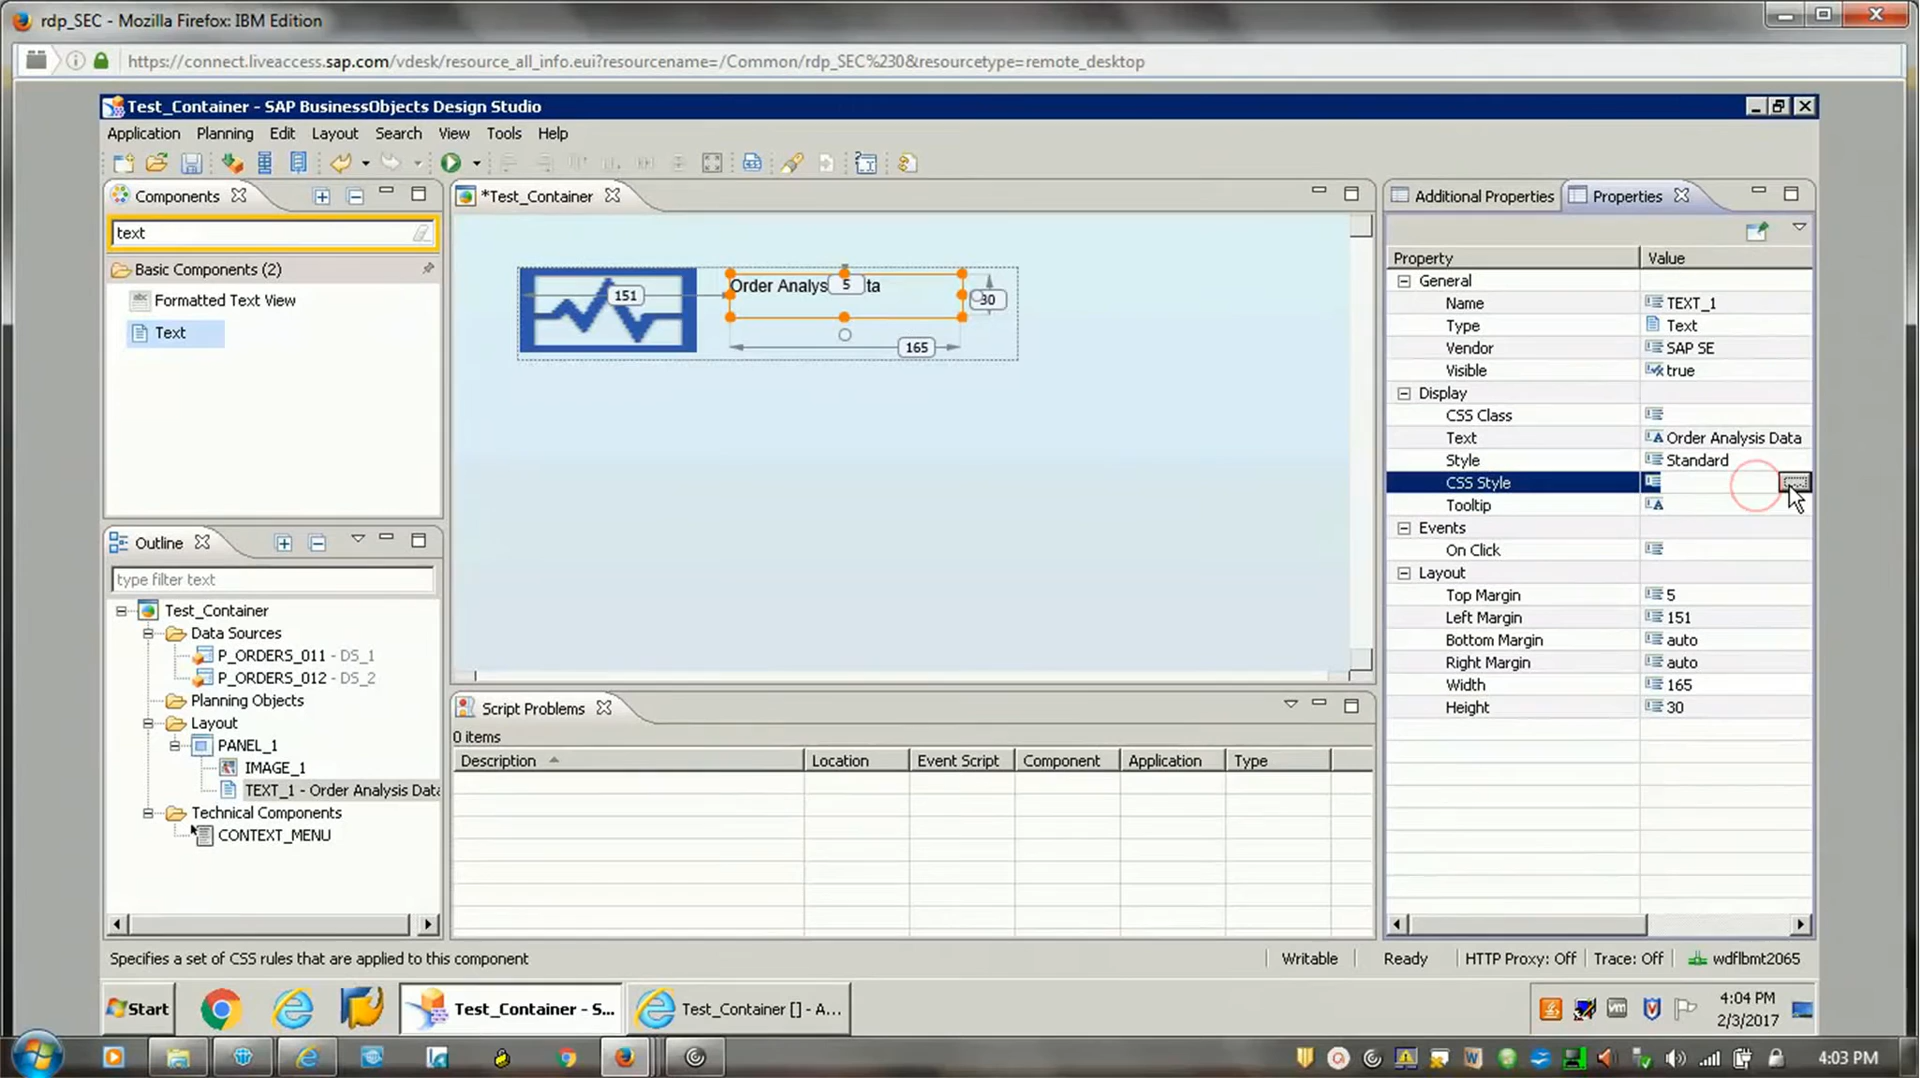 rdp_SEC - Mozilla Firefox: IBM Edition
https://connect.liveaccess.sap.com/vdesk/resource_all_info.eui?resourcename=/Common/rdp_SEC%230&resourcetype=remote_desktop
Test_Container - SAP BusinessObjects Design Studio
Application Planning Edit Layout Search View Tools Help
Components
text
Basic Components (2)
Formatted Text View
Text
Outline
type filter text
Test_Container
Data Sources
P_ORDERS_011 - DS_1
P_ORDERS_012 - DS_2
Planning Objects
Layout
PANEL_1
IMAGE_1
TEXT_1 - Order Analysis Data
Technical Components
CONTEXT_MENU
*Test_Container
151
Order Analys ta
5
30
165
Script Problems
0 items
Description Location Event Script Component Application Type
Additional Properties Properties
Property Value
General
Name TEXT_1
Type Text
Vendor SAP SE
Visible true
Display
CSS Class
Text Order Analysis Data
Style Standard
CSS Style
Tooltip
Events
On Click
Layout
Top Margin 5
Left Margin 151
Bottom Margin auto
Right Margin auto
Width 165
Height 30
Specifies a set of CSS rules that are applied to this component
Writable Ready HTTP Proxy: Off Trace: Off wdflbmt2065
Start Test_Container - S... Test_Container [] - A...
4:04 PM
2/3/2017
4:03 PM